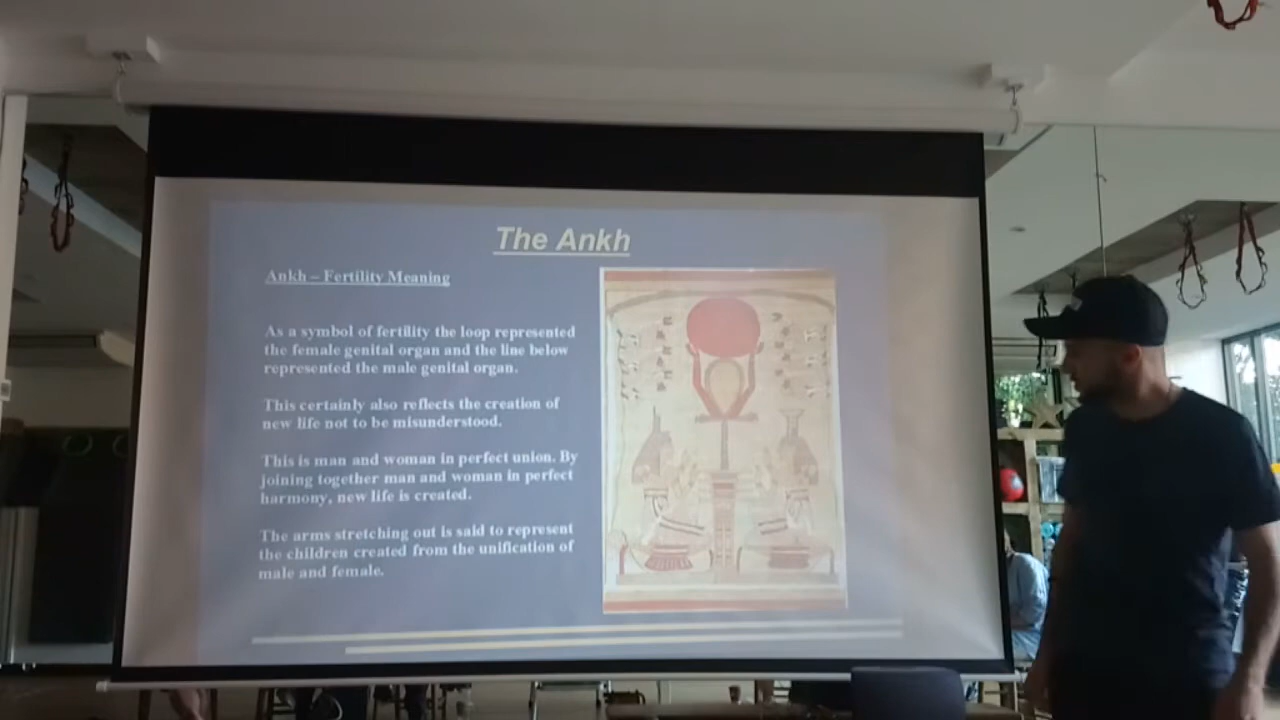 The Ankh
Ankh – Fertility Meaning
As a symbol of fertility the loop represented
the female genital organ and the line below
represented the male genital organ.
This certainly also reflects the creation of
new life not to be misunderstood.
This is man and woman in perfect union. By
joining together man and woman in perfect
harmony, new life is created.
The arms stretching out is said to represent
the children created from the unification of
male and female.